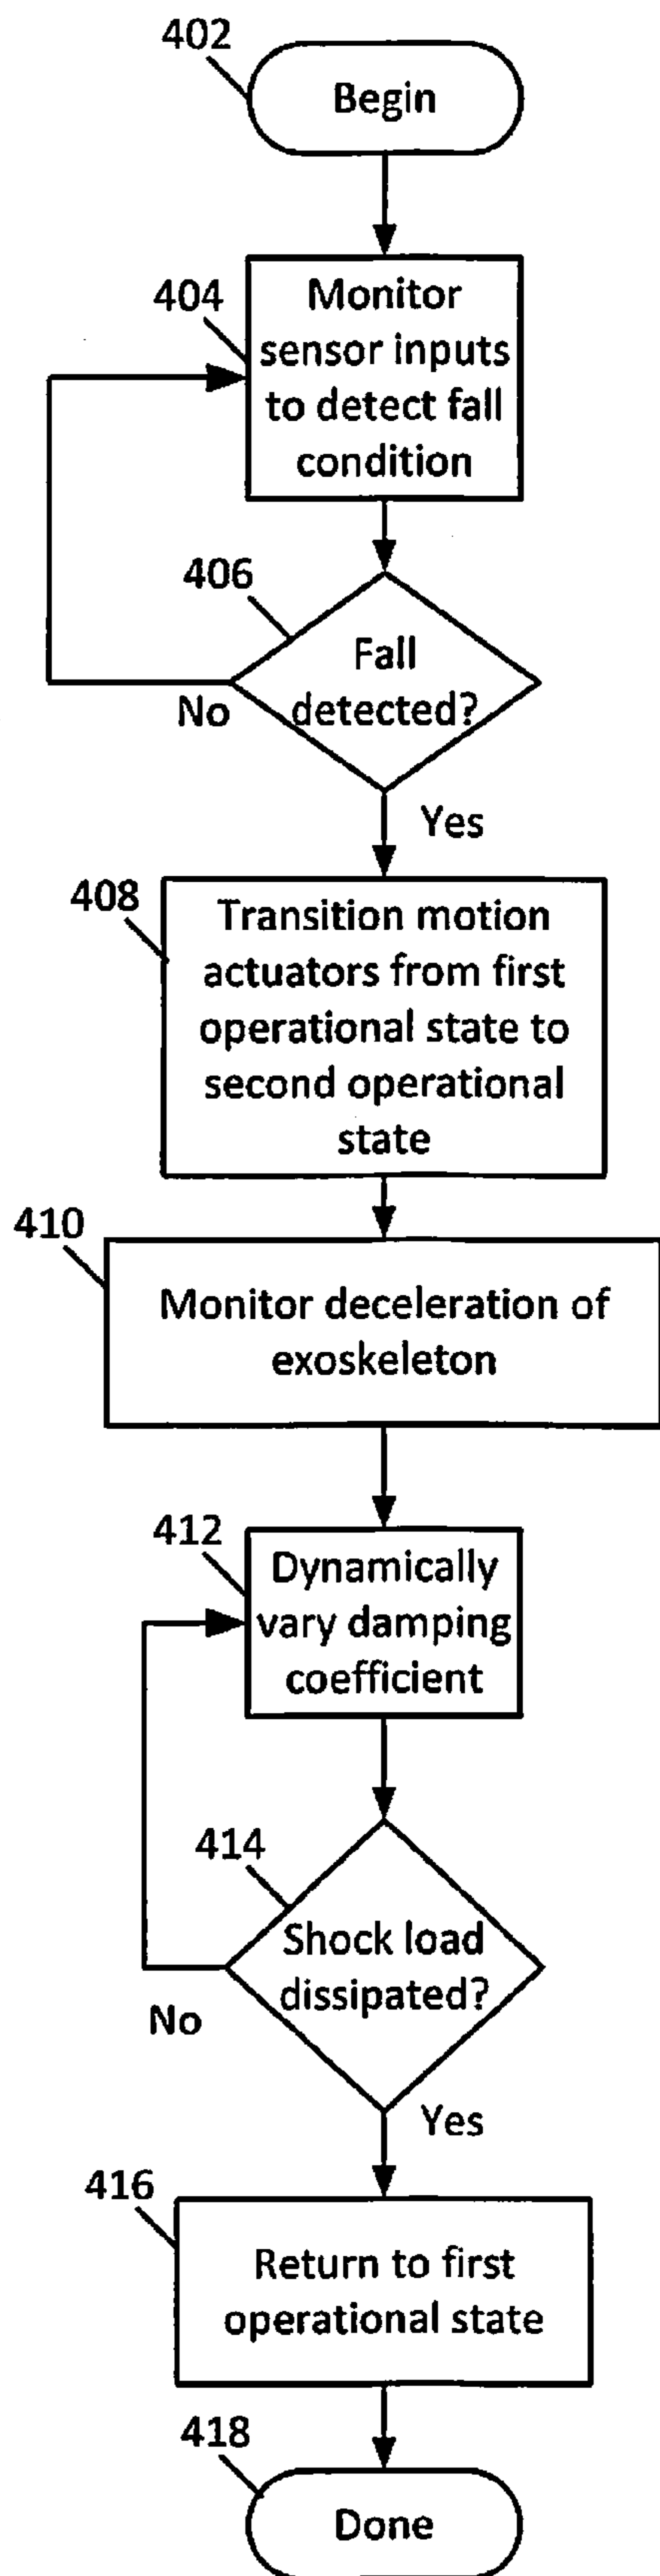 402
Begin
404
Monitor
sensor inputs
to detect fall
condition
406
Fall
detected?
No
Yes
408
Transition motion
actuators from first
operational state to
second operational
state
410
Monitor deceleration of
exoskeleton
412
Dynamically
vary damping
coefficient
414
Shock load
dissipated?
No
Yes
416
Return to first
operational state
418
Done